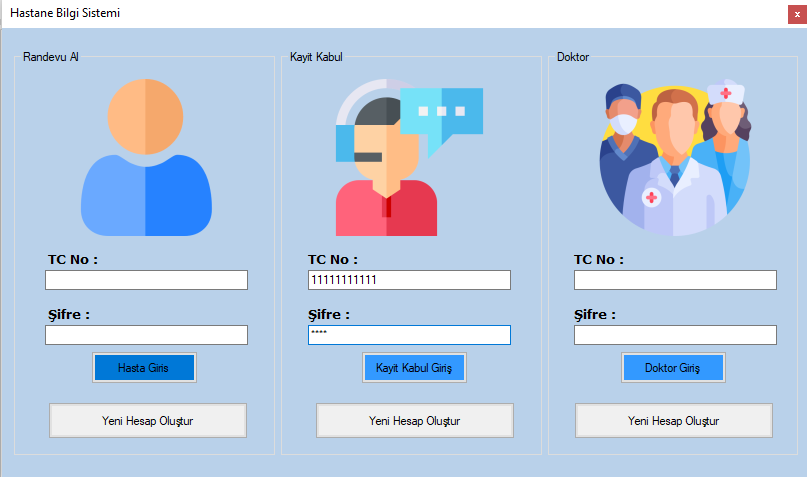 Hastane Bilgi Sistemi
x
Randevu Al
TC No :
Şifre :
Hasta Giris
Yeni Hesap Oluştur
Kayit Kabul
TC No :
11111111111
Şifre :
****
Kayit Kabul Giriş
Yeni Hesap Oluştur
Doktor
TC No :
Şifre :
Doktor Giriş
Yeni Hesap Oluştur